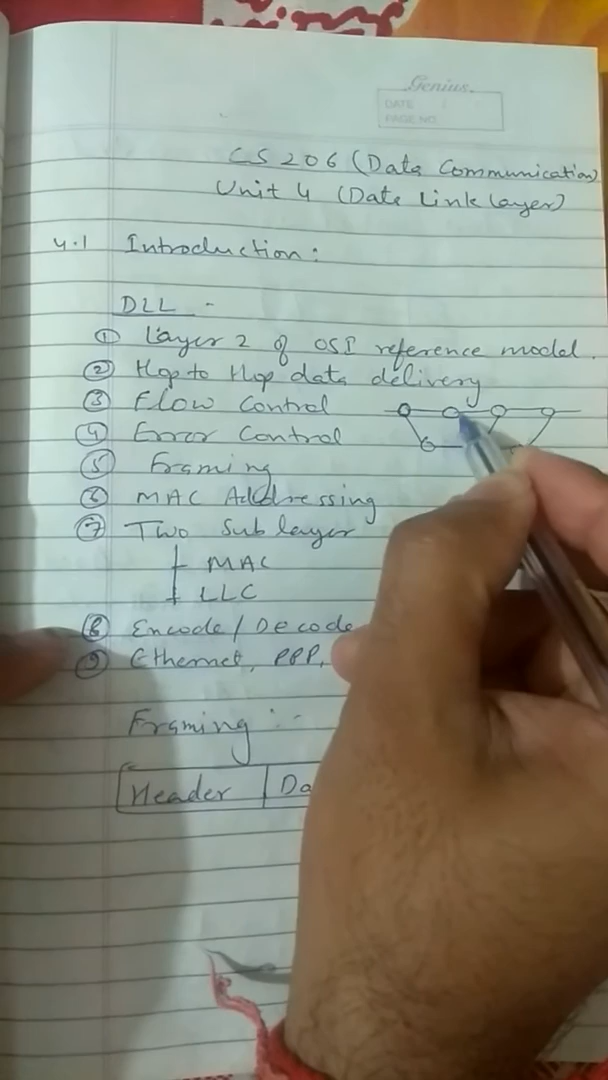 Genius
DATE
PAGE NO
CS 206 (Data Communication)
Unit 4 (Date Link layer)
4.1 Introduction :
DLL -
① Layer 2 of OSI reference model.
② Hop to Hop data delivery
③ Flow Control
④ Error Control
⑤ Framing
⑥ MAC Addressing
⑦ Two Sub layer
MAC
LLC
⑧ Encode / Decode
⑨ Ethernet, PPP,
Framing :-
Header | Da